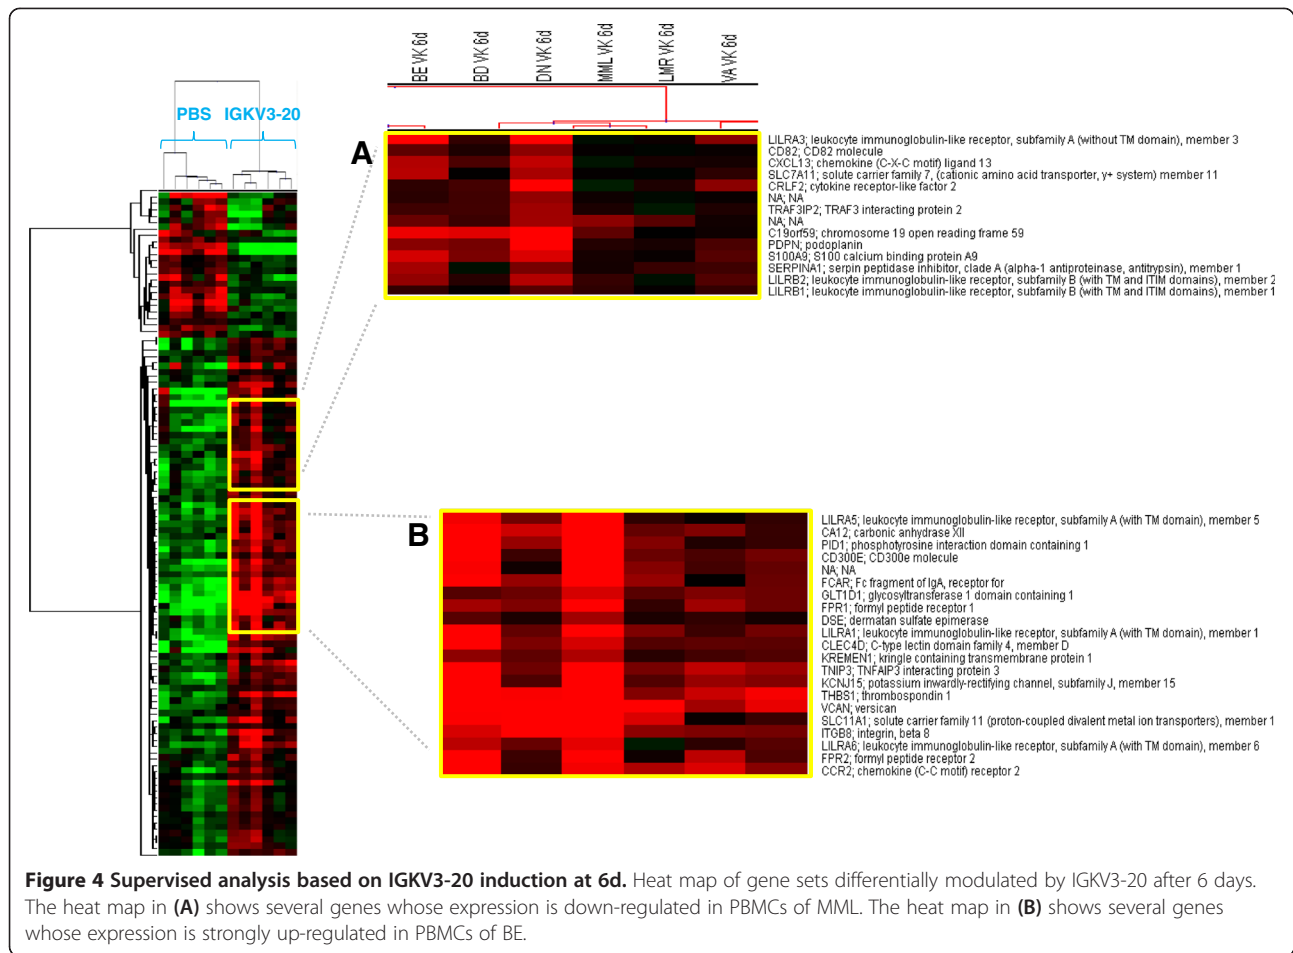 BE VK 6d
BD VK 6d
DN VK 6d
MML VK 6d
LMR VK 6d
VA VK 6d
PBS IGKV3-20
A
LILRA3; leukocyte immunoglobulin-like receptor, subfamily A (without TM domain), member 3
CD82; CD82 molecule
CXCL13; chemokine (C-X-C motif) ligand 13
SLC7A11; solute carrier family 7, (cationic amino acid transporter, y+ system) member 11
CRLF2; cytokine receptor-like factor 2
NA; NA
TRAF3IP2; TRAF3 interacting protein 2
NA; NA
C19orf59; chromosome 19 open reading frame 59
PDPN; podoplanin
S100A9; S100 calcium binding protein A9
SERPINA1; serpin peptidase inhibitor, clade A (alpha-1 antiproteinase, antitrypsin), member 1
LILRB2; leukocyte immunoglobulin-like receptor, subfamily B (with TM and ITIM domains), member 2
LILRB1; leukocyte immunoglobulin-like receptor, subfamily B (with TM and ITIM domains), member 1
B
LILRA5; leukocyte immunoglobulin-like receptor, subfamily A (with TM domain), member 5
CA12; carbonic anhydrase XII
PID1; phosphotyrosine interaction domain containing 1
CD300E; CD300e molecule
NA; NA
FCAR; Fc fragment of IgA, receptor for
GLT1D1; glycosyltransferase 1 domain containing 1
FPR1; formyl peptide receptor 1
DSE; dermatan sulfate epimerase
LILRA1; leukocyte immunoglobulin-like receptor, subfamily A (with TM domain), member 1
CLEC4D; C-type lectin domain family 4, member D
KREMEN1; kringle containing transmembrane protein 1
TNIP3; TNFAIP3 interacting protein 3
KCNJ15; potassium inwardly-rectifying channel, subfamily J, member 15
THBS1; thrombospondin 1
VCAN; versican
SLC11A1; solute carrier family 11 (proton-coupled divalent metal ion transporters), member 1
ITGB8; integrin, beta 8
LILRA6; leukocyte immunoglobulin-like receptor, subfamily A (with TM domain), member 6
FPR2; formyl peptide receptor 2
CCR2; chemokine (C-C motif) receptor 2
Figure 4 Supervised analysis based on IGKV3-20 induction at 6d. Heat map of gene sets differentially modulated by IGKV3-20 after 6 days.
The heat map in (A) shows several genes whose expression is down-regulated in PBMCs of MML. The heat map in (B) shows several genes
whose expression is strongly up-regulated in PBMCs of BE.